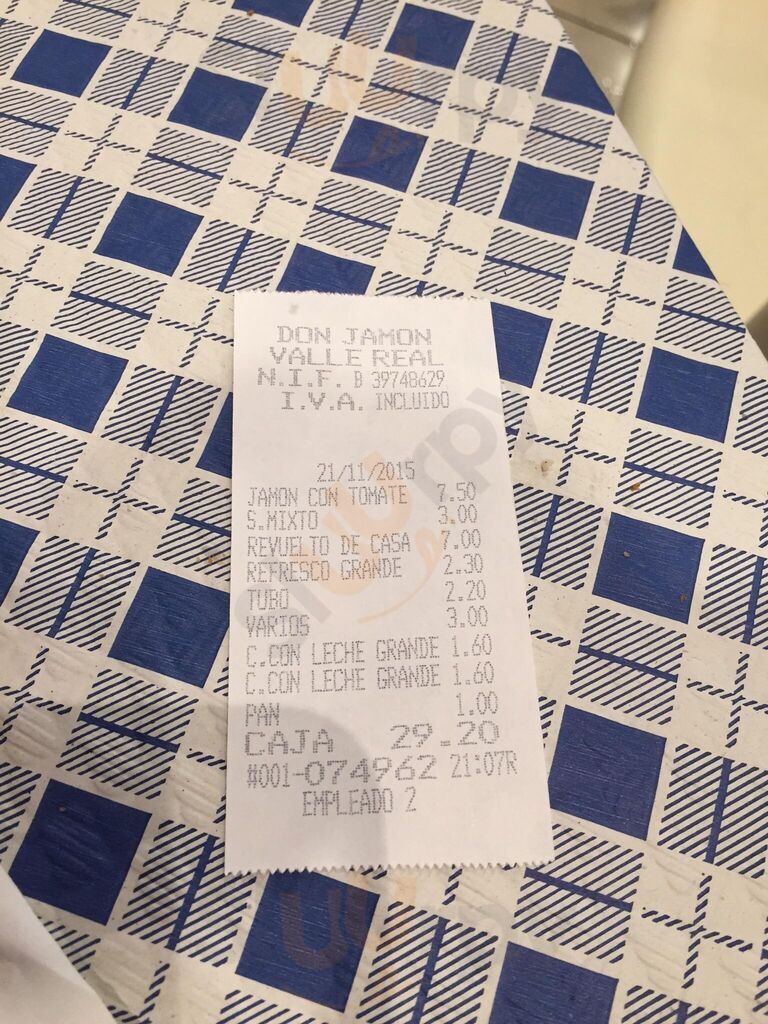 DON JAMON
VALLE REAL
N.I.F. B 39748629
I.V.A. INCLUIDO
21/11/2015
JAMON CON TOMATE 7.50
S.MIXTO 3.00
REVUELTO DE CASA 7.00
REFRESCO GRANDE 2.30
TUBO 2.20
VARIOS 3.00
C.CON LECHE GRANDE 1.60
C.CON LECHE GRANDE 1.60
PAN 1.00
CAJA 29.20
#001-074962 21:07R
EMPLEADO 2